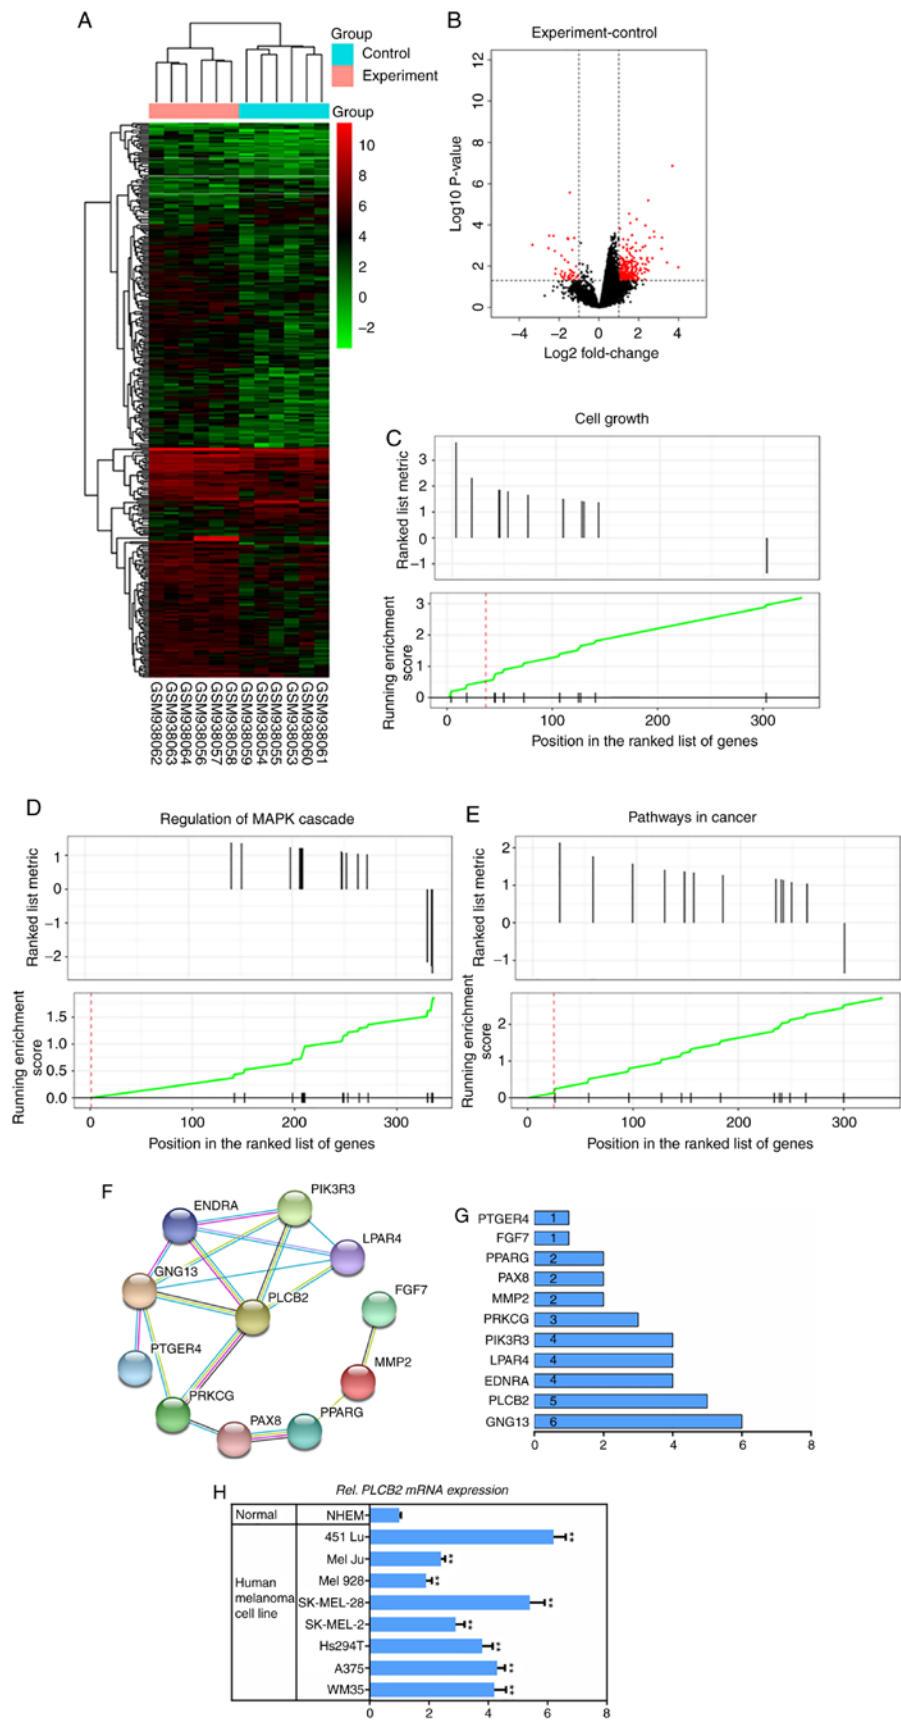 A
Group
Control
Experiment
Group
10
8
6
4
2
0
−2
GSM938062
GSM938063
GSM938064
GSM938056
GSM938057
GSM938058
GSM938059
GSM938054
GSM938055
GSM938053
GSM938060
GSM938061
B
Experiment-control
Log10 P-value
12
10
8
6
4
2
0
−4 −2 0 2 4
Log2 fold-change
C
Cell growth
Ranked list metric
3
2
1
0
−1
Running enrichment
score
3
2
1
0
0 100 200 300
Position in the ranked list of genes
D
Regulation of MAPK cascade
Ranked list metric
1
0
−1
−2
Running enrichment
score
1.5
1.0
0.5
0.0
0 100 200 300
Position in the ranked list of genes
E
Pathways in cancer
Ranked list metric
2
1
0
−1
Running enrichment
score
2
1
0
0 100 200 300
Position in the ranked list of genes
F
PIK3R3
ENDRA
LPAR4
GNG13
PLCB2
FGF7
PTGER4
MMP2
PRKCG
PAX8
PPARG
G
PTGER4 1
FGF7 1
PPARG 2
PAX8 2
MMP2 2
PRKCG 3
PIK3R3 4
LPAR4 4
EDNRA 4
PLCB2 5
GNG13 6
0 2 4 6 8
H
Rel. PLCB2 mRNA expression
Normal
NHEM
Human
melanoma
cell line
451 Lu **
Mel Ju **
Mel 928 **
SK-MEL-28 **
SK-MEL-2 **
Hs294T **
A375 **
WM35 **
0 2 4 6 8